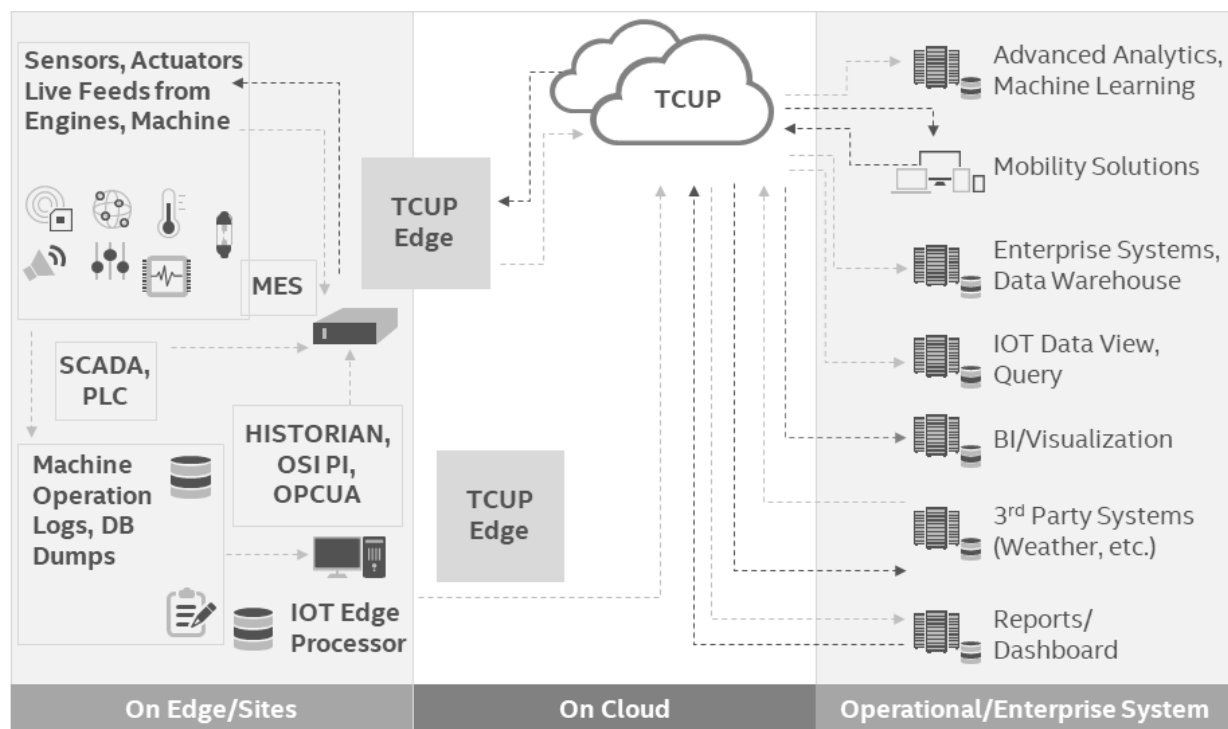 Sensors, Actuators
Live Feeds from
Engines, Machine
MES
SCADA,
PLC
HISTORIAN,
OSI PI,
OPCUA
Machine
Operation
Logs, DB
Dumps
IOT Edge
Processor
TCUP
Edge
TCUP
Edge
TCUP
Advanced Analytics,
Machine Learning
Mobility Solutions
Enterprise Systems,
Data Warehouse
IOT Data View,
Query
BI/Visualization
3rd Party Systems
(Weather, etc.)
Reports/
Dashboard
On Edge/Sites
On Cloud
Operational/Enterprise System